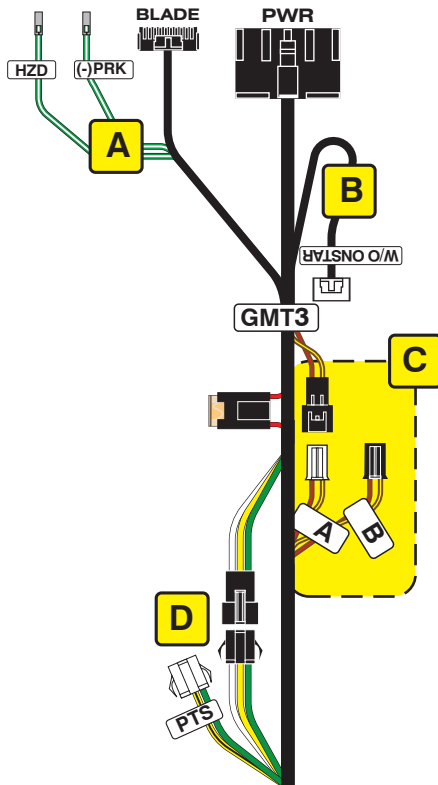 BLADE
PWR
HZD
(-)PRK
A
B
W/O ONSTAR
GMT3
C
A
B
D
PTS